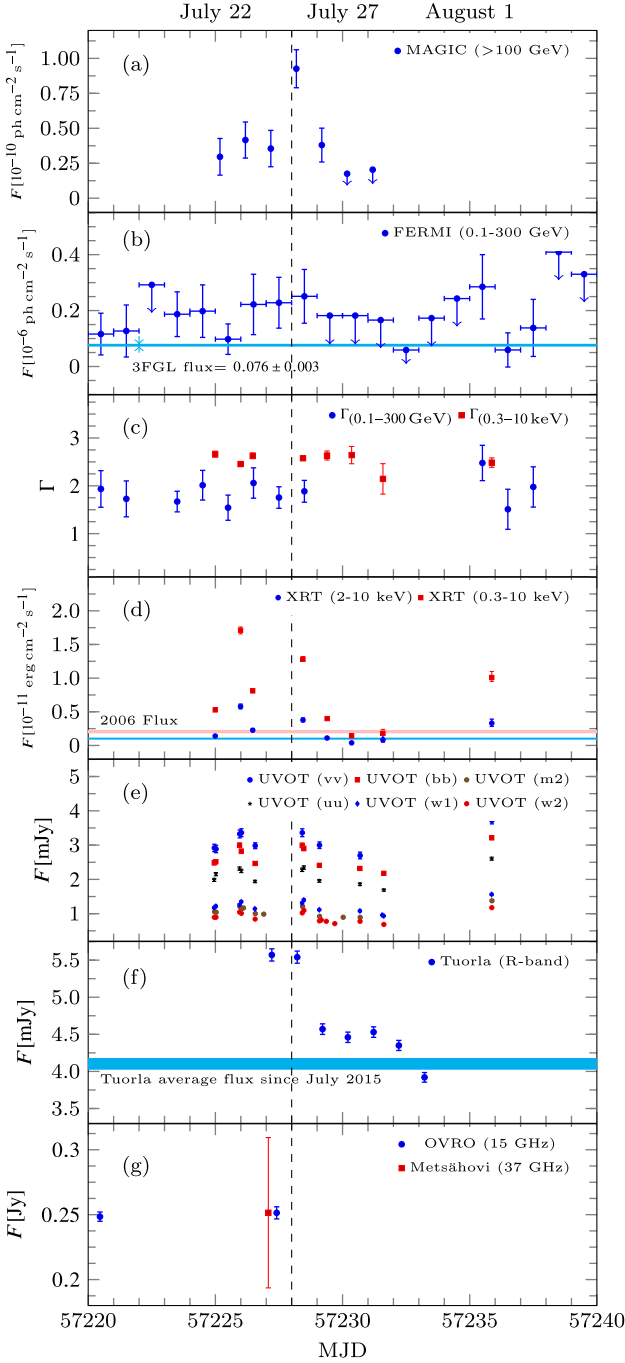 July 22 July 27 August 1
(a) MAGIC (>100 GeV)
1.00
0.75
0.50
0.25
0
F[10⁻¹⁰ ph cm⁻² s⁻¹]
(b) FERMI (0.1-300 GeV)
0.4
0.2
0
F[10⁻⁶ ph cm⁻² s⁻¹]
3FGL flux= 0.076 ± 0.003
(c) Γ(0.1−300 GeV) Γ(0.3−10 keV)
3
2
1
Γ
(d) XRT (2-10 keV) XRT (0.3-10 keV)
2.0
1.5
1.0
0.5
0
F[10⁻¹¹ erg cm⁻² s⁻¹]
2006 Flux
(e) UVOT (vv) UVOT (bb) UVOT (m2)
UVOT (uu) UVOT (w1) UVOT (w2)
5
4
3
2
1
F[mJy]
(f) Tuorla (R-band)
5.5
5.0
4.5
4.0
3.5
F[mJy]
Tuorla average flux since July 2015
(g) OVRO (15 GHz)
Metsähovi (37 GHz)
0.3
0.25
0.2
F[Jy]
57220 57225 57230 57235 57240
MJD